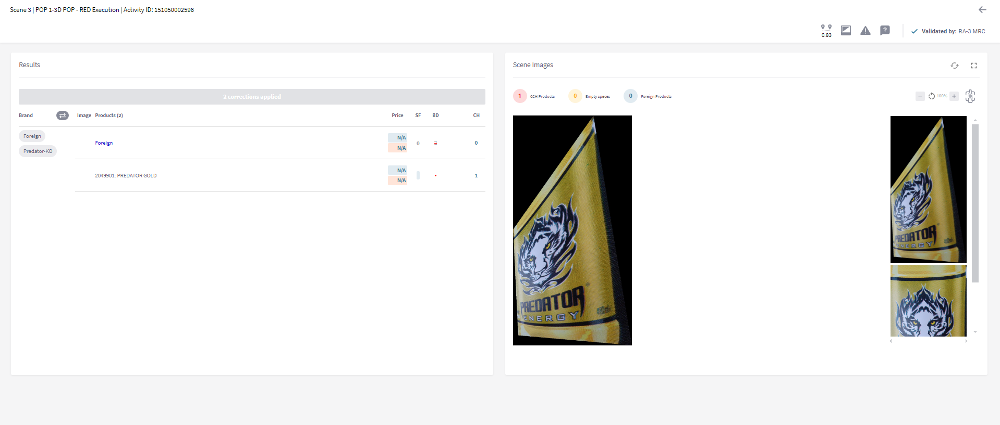 Scene 3 | POP 1-3D POP - RED Execution | Activity ID: 151050002596
0.83
Validated by: RA-3 MRC
Results
2 corrections applied
Brand Image Products (2) Price SF BD CH
Foreign
Predator-KO
Foreign N/A N/A 0 2 0
2049901: PREDATOR GOLD N/A N/A - 1
Scene Images
1 CCH Products 0 Empty spaces 0 Foreign Products
100%
PREDATOR
ENERGY
PREDATOR
ENERGY